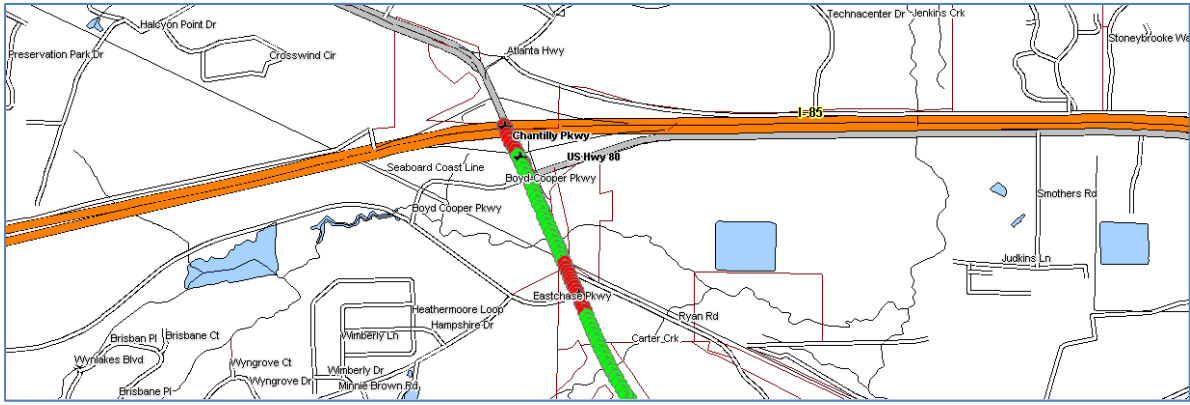 Halcyon Point Dr
Technacenter Dr
Jenkins Crk
Preservation Park Dr
Crosswind Cir
Atlanta Hwy
Stoneybrooke Wa
I-85
Chantilly Pkwy
US Hwy 80
Seaboard Coast Line
Boyd-Cooper Pkwy
Smothers Rd
Boyd Cooper Pkwy
Judkins Ln
Eastchase Pkwy
Heathermoore Loop
Ryan Rd
Hampshire Dr
Brisban Pl
Brisbane Ct
Wimberly Ln
Carter Crk
Wynlakes Blvd
Wyngrove Ct
Wimberly Dr
Wyngrove Dr
Minnie Brown Rd
Brisbane Pl